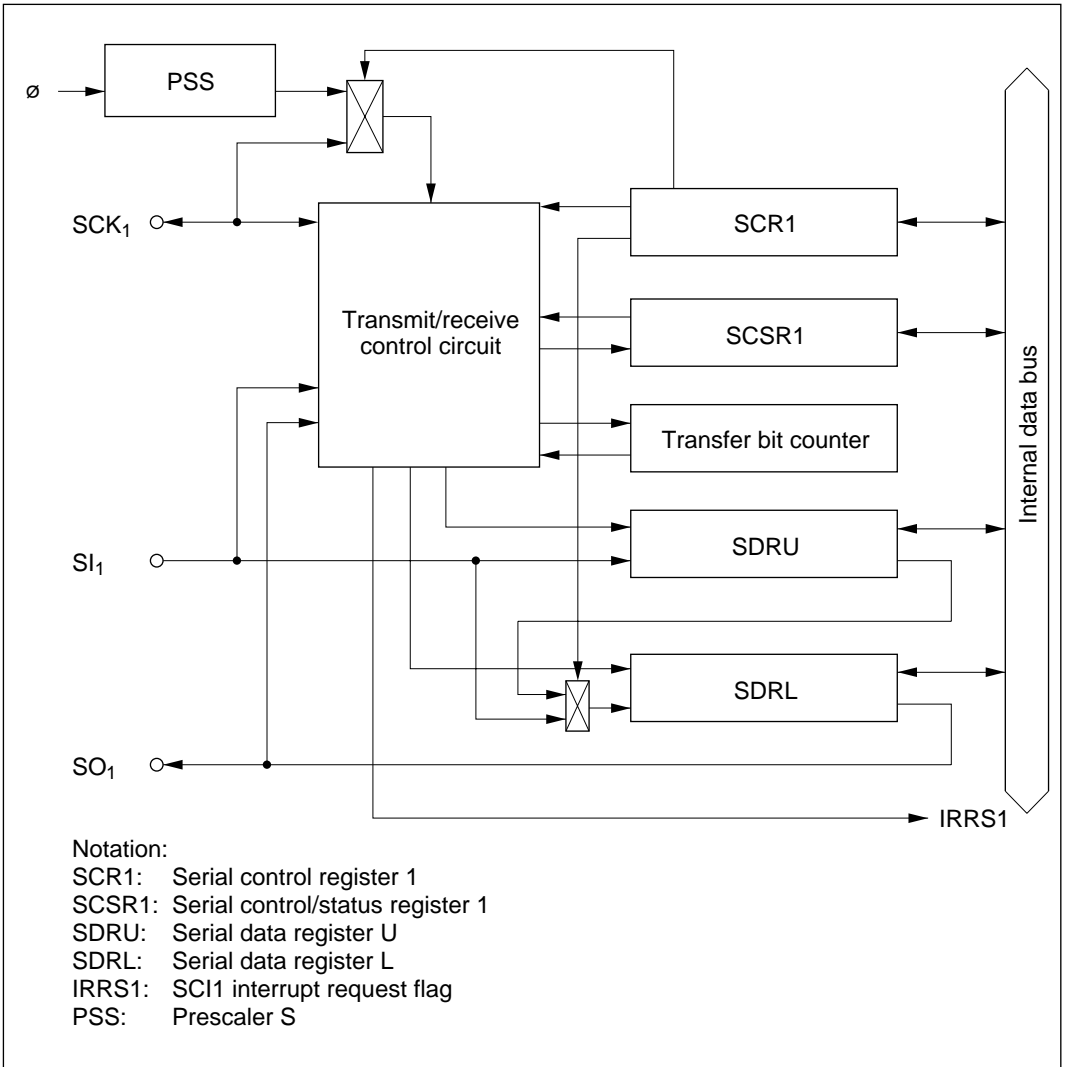 ø
PSS
SCK1
SCR1
Transmit/receive
control circuit
SCSR1
Transfer bit counter
Internal data bus
SI1
SDRU
SDRL
SO1
IRRS1
Notation:
SCR1: Serial control register 1
SCSR1: Serial control/status register 1
SDRU: Serial data register U
SDRL: Serial data register L
IRRS1: SCI1 interrupt request flag
PSS: Prescaler S